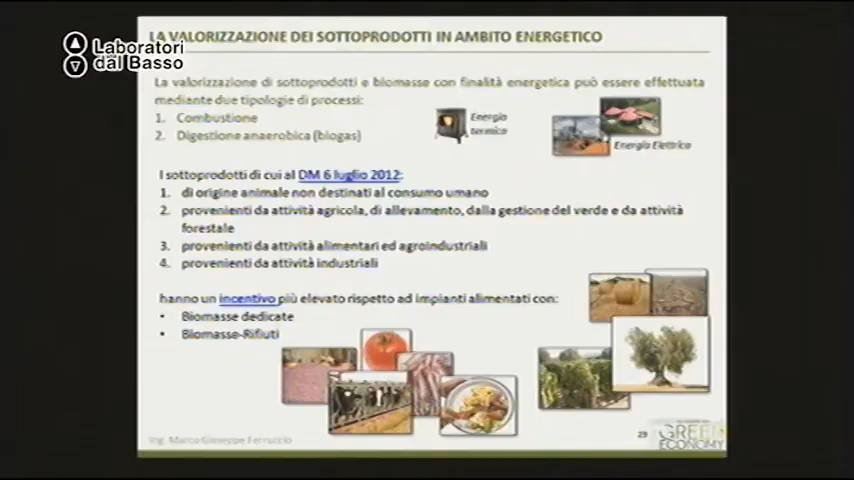 LA VALORIZZAZIONE DEI SOTTOPRODOTTI IN AMBITO ENERGETICO
Laboratori
dal Basso
La valorizzazione di sottoprodotti e biomasse con finalità energetica può essere effettuata
mediante due tipologie di processi:
1. Combustione
2. Digestione anaerobica (biogas)
Energia
termica
Energia Elettrica
I sottoprodotti di cui al DM 6 luglio 2012:
1. di origine animale non destinati al consumo umano
2. provenienti da attività agricola, di allevamento, dalla gestione del verde e da attività
forestale
3. provenienti da attività alimentari ed agroindustriali
4. provenienti da attività industriali
hanno un incentivo più elevato rispetto ad impianti alimentati con:
• Biomasse dedicate
• Biomasse-Rifiuti
Ing. Marco Giuseppe Ferruccio
29
GREEN
ECONOMY